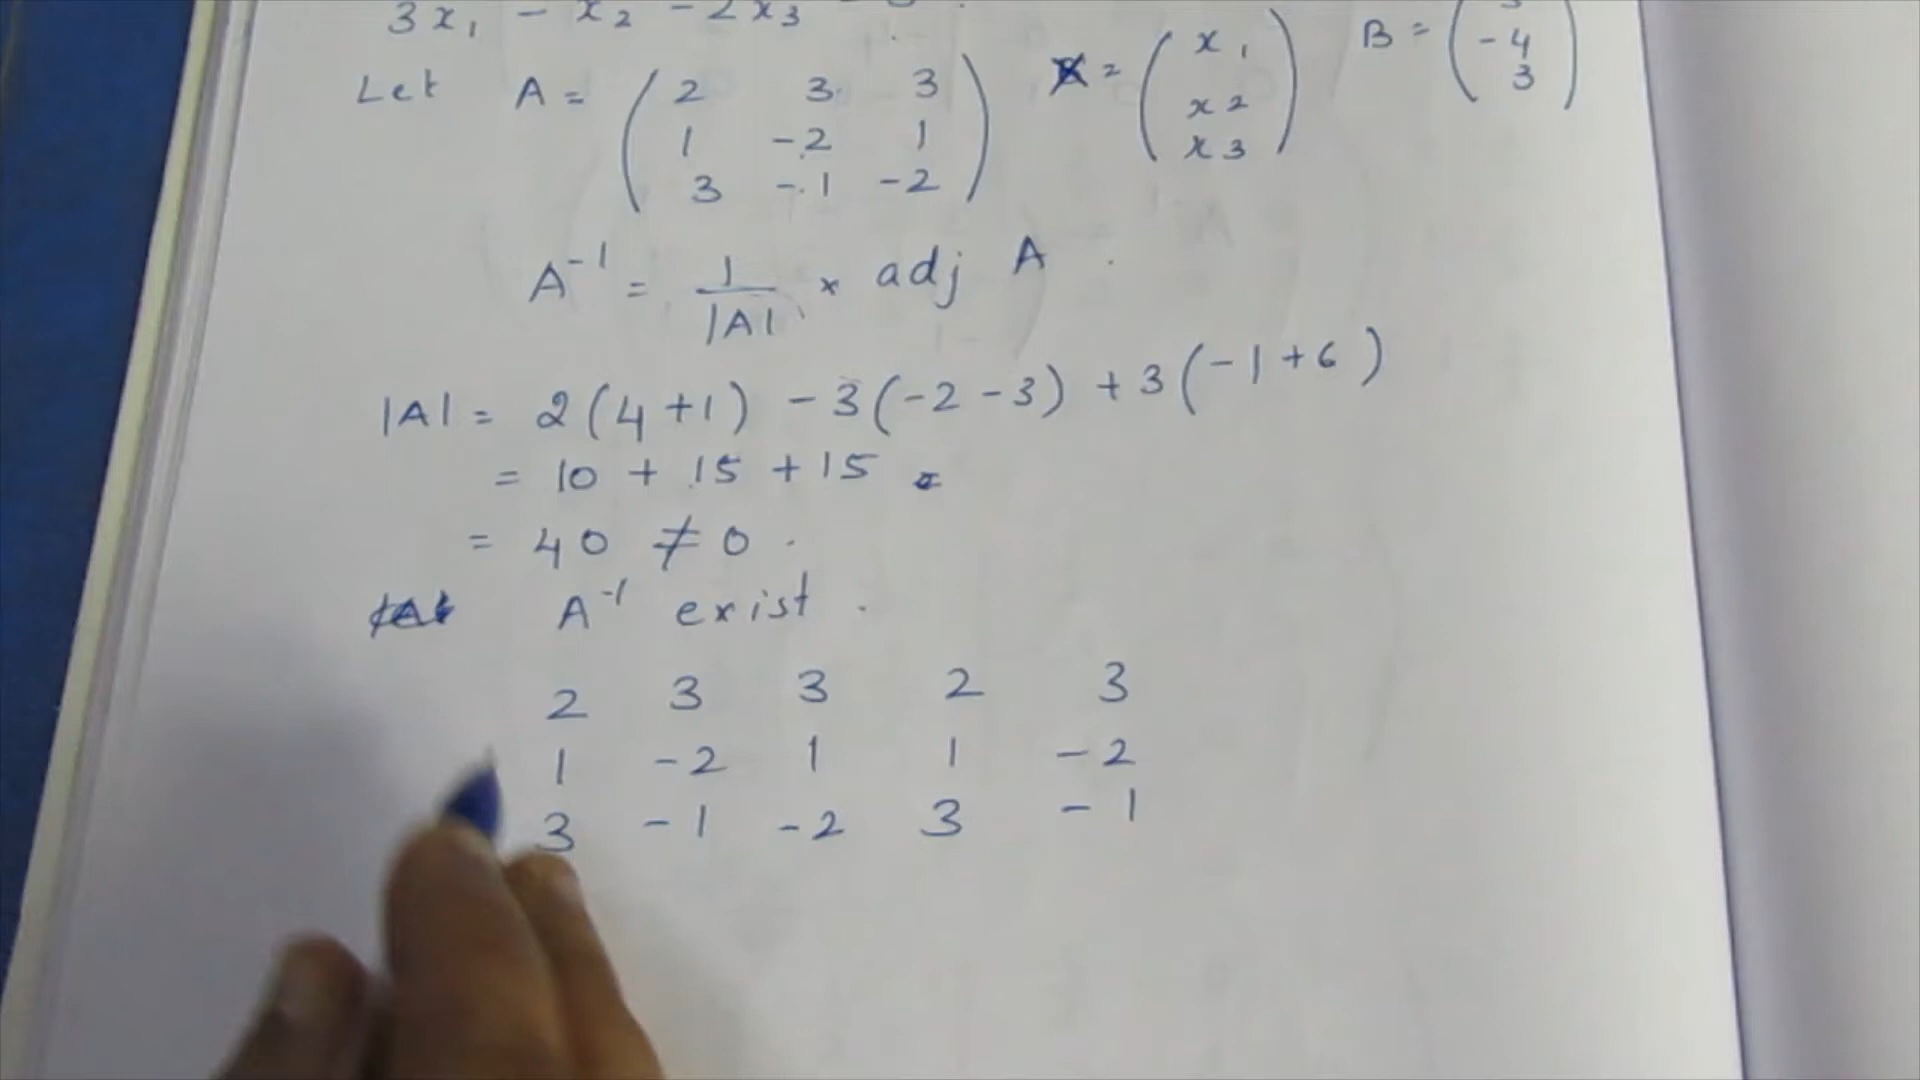 3x₁ - x₂ - 2x₃
Let A = ( 2 3 3 X = ( x₁ ) B = (
1 -2 1 x2 -4
3 -1 -2 ) x3 3 )
A⁻¹ = 1/|A| × adj A
|A| = 2(4+1) - 3(-2-3) + 3(-1+6)
= 10 + 15 + 15
= 40 ≠ 0.
A⁻¹ exist.
2 3 3 2 3
1 -2 1 1 -2
3 -1 -2 3 -1